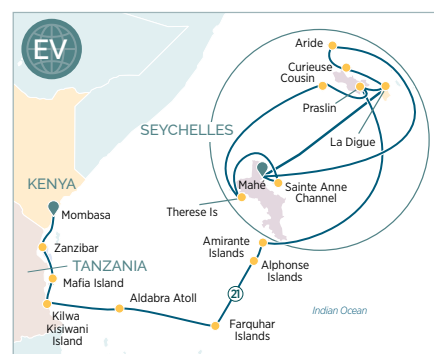 EV
Aride
Curieuse
Cousin
Praslin
SEYCHELLES
La Digue
KENYA
Mahé
Sainte Anne
Channel
Mombasa
Therese Is
Zanzibar
Amirante
Islands
TANZANIA
Alphonse
Islands
Mafia Island
Aldabra Atoll
21
Indian Ocean
Kilwa
Kisiwani
Island
Farquhar
Islands